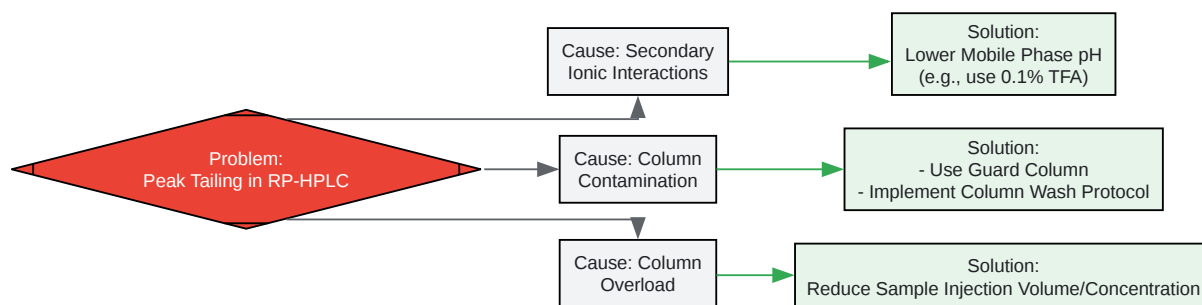 Problem:
Peak Tailing in RP-HPLC
Cause: Secondary
Ionic Interactions
Solution:
Lower Mobile Phase pH
(e.g., use 0.1% TFA)
Cause: Column
Contamination
Solution:
- Use Guard Column
- Implement Column Wash Protocol
Cause: Column
Overload
Solution:
Reduce Sample Injection Volume/Concentration